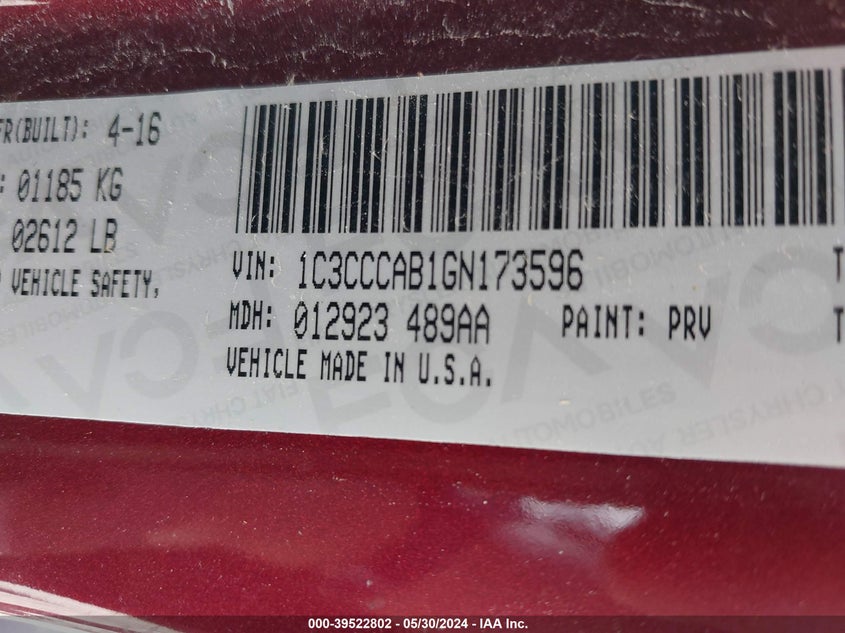 FR(BUILT): 4-16
: 01185 KG
02612 LB
VEHICLE SAFETY,
VIN: 1C3CCCAB1GN173596
MDH: 012923 489AA PAINT: PRV
VEHICLE MADE IN U.S.A.
T
T
000-39522802 - 05/30/2024 - IAA Inc.